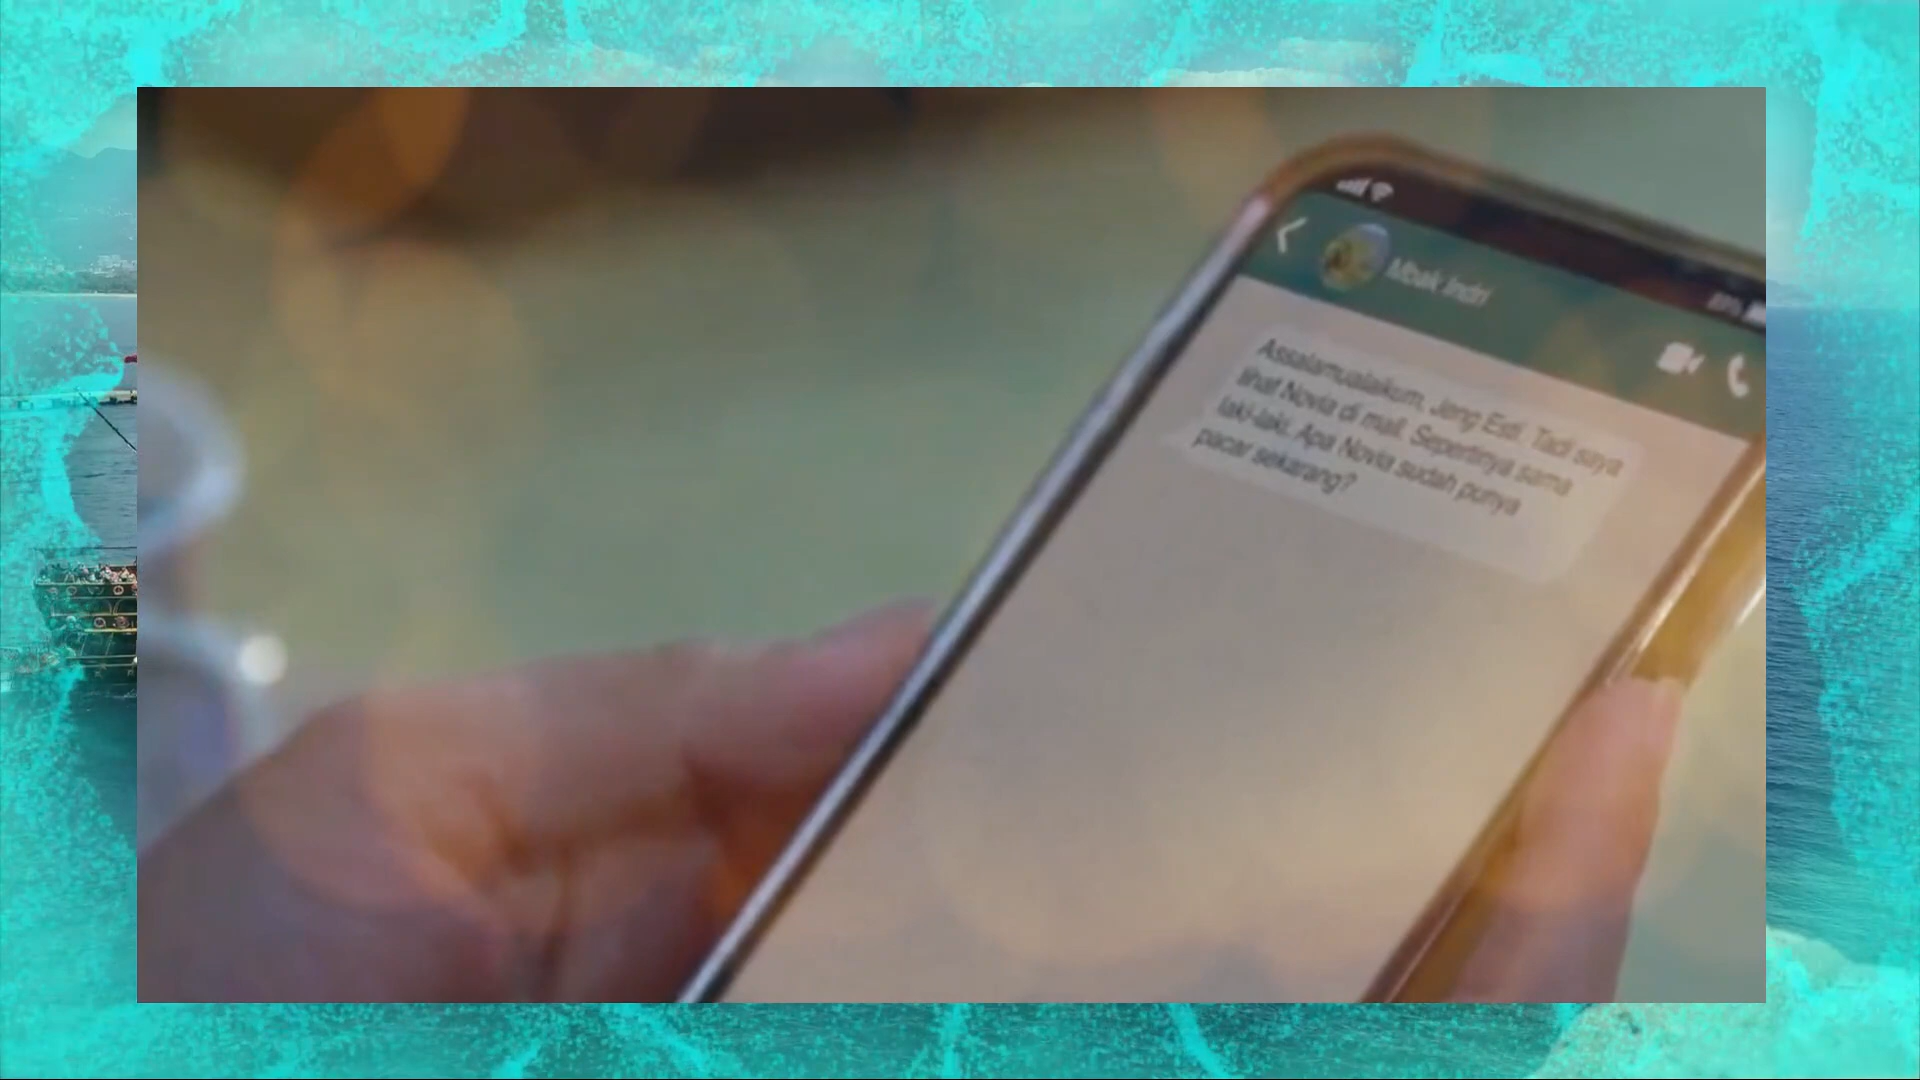 Mbak Indri
Assalamualaikum, Jeng Esti. Tadi saya
lihat Novia di mall. Sepertinya sama
laki-laki. Apa Novia sudah punya
pacar sekarang?